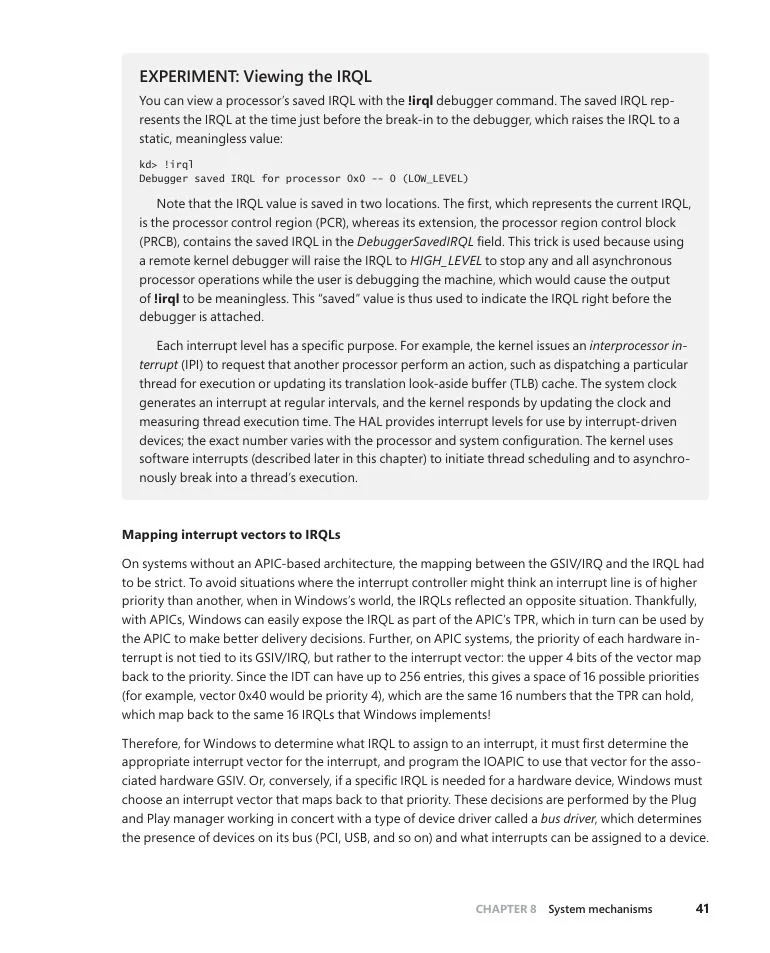 EXPERIMENT: Viewing the IRQL
You can view a processor's saved IRQL with the !irql debugger command. The saved IRQL rep-
resents the IRQL at the time just before the break-in to the debugger, which raises the IRQL to a
static, meaningless value:
kd> !irql
Debugger saved IRQL for processor 0x0 -- 0 (LOW_LEVEL)
Note that the IRQL value is saved in two locations. The first, which represents the current IRQL,
is the processor control region (PCR), whereas its extension, the processor region control block
(PRCB), contains the saved IRQL in the DebuggerSavedIRQL field. This trick is used because using
a remote kernel debugger will raise the IRQL to HIGH_LEVEL to stop any and all asynchronous
processor operations while the user is debugging the machine, which would cause the output
of !irql to be meaningless. This "saved" value is thus used to indicate the IRQL right before the
debugger is attached.
Each interrupt level has a specific purpose. For example, the kernel issues an interprocessor in-
terrupt (IPI) to request that another processor perform an action, such as dispatching a particular
thread for execution or updating its translation look-aside buffer (TLB) cache. The system clock
generates an interrupt at regular intervals, and the kernel responds by updating the clock and
measuring thread execution time. The HAL provides interrupt levels for use by interrupt-driven
devices; the exact number varies with the processor and system configuration. The kernel uses
software interrupts (described later in this chapter) to initiate thread scheduling and to asynchro-
nously break into a thread's execution.
Mapping interrupt vectors to IRQLs
On systems without an APIC-based architecture, the mapping between the GSIV/IRQ and the IRQL had
to be strict. To avoid situations where the interrupt controller might think an interrupt line is of higher
priority than another, when in Windows's world, the IRQLs reflected an opposite situation. Thankfully,
with APICs, Windows can easily expose the IRQL as part of the APIC's TPR, which in turn can be used by
the APIC to make better delivery decisions. Further, on APIC systems, the priority of each hardware in-
terrupt is not tied to its GSIV/IRQ, but rather to the interrupt vector: the upper 4 bits of the vector map
back to the priority. Since the IDT can have up to 256 entries, this gives a space of 16 possible priorities
(for example, vector 0x40 would be priority 4), which are the same 16 numbers that the TPR can hold,
which map back to the same 16 IRQLs that Windows implements!
Therefore, for Windows to determine what IRQL to assign to an interrupt, it must first determine the
appropriate interrupt vector for the interrupt, and program the IOAPIC to use that vector for the asso-
ciated hardware GSIV. Or, conversely, if a specific IRQL is needed for a hardware device, Windows must
choose an interrupt vector that maps back to that priority. These decisions are performed by the Plug
and Play manager working in concert with a type of device driver called a bus driver, which determines
the presence of devices on its bus (PCI, USB, and so on) and what interrupts can be assigned to a device.
CHAPTER 8 System mechanisms 41